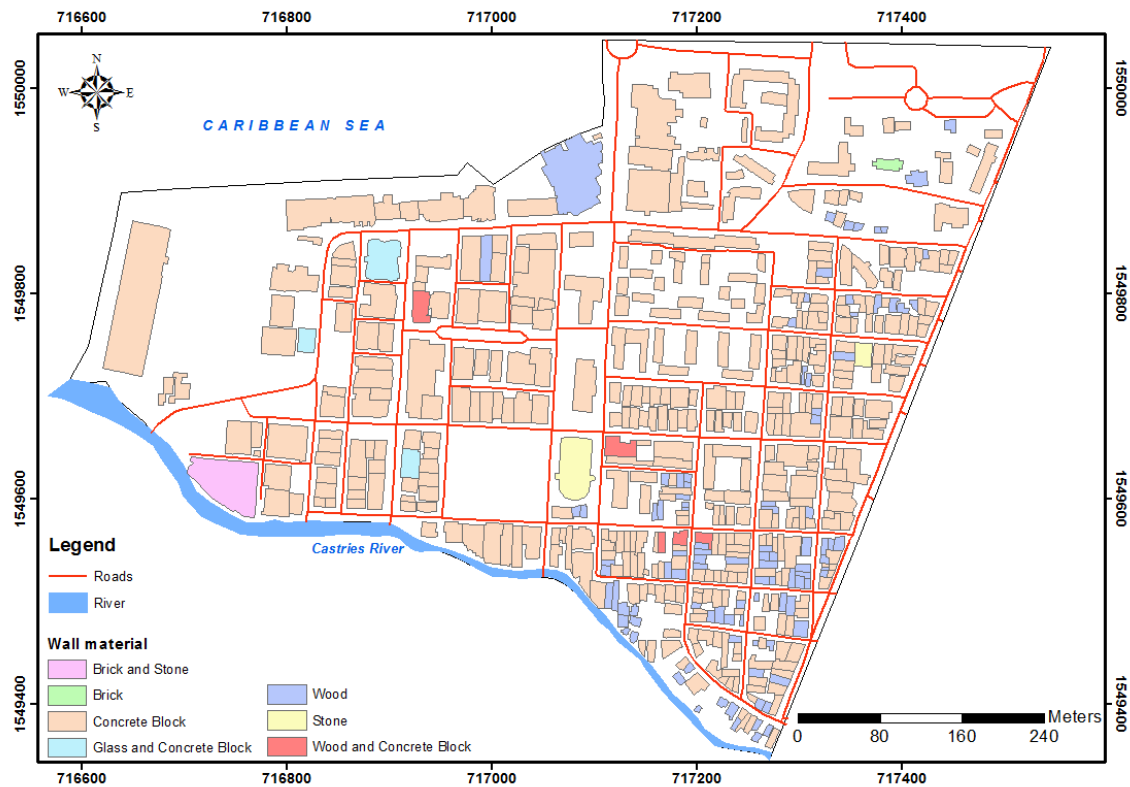 716600 716800 717000 717200 717400
1550000 1550000
N
W E
S
CARIBBEAN SEA
1549800 1549800
1549600 1549600
Castries River
Legend
Roads
River
Wall material
Brick and Stone
Brick
Concrete Block
Glass and Concrete Block
Wood
Stone
Wood and Concrete Block
1549400 1549400
Meters
0 80 160 240
716600 716800 717000 717200 717400